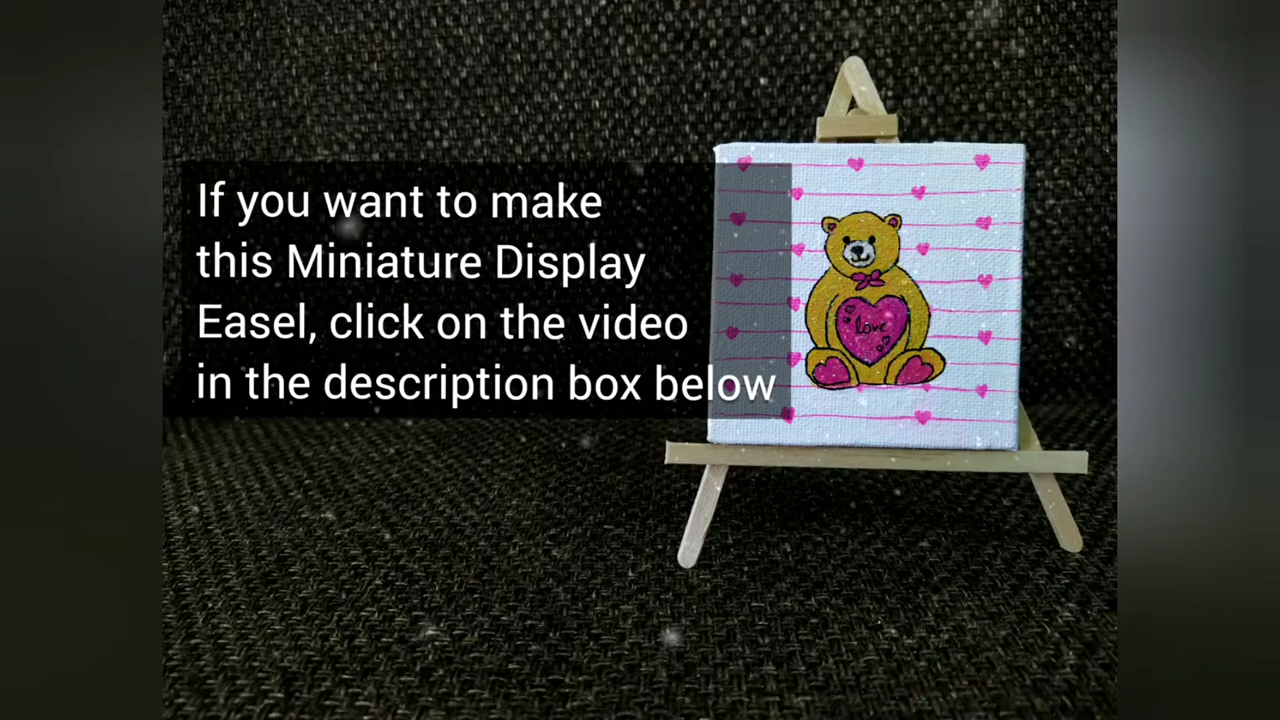 If you want to make
this Miniature Display
Easel, click on the video
in the description box below
love